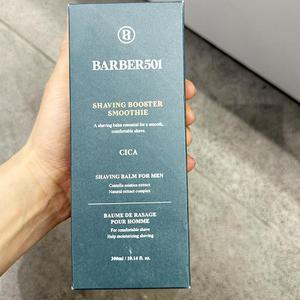 BARBER501
SHAVING BOOSTER
SMOOTHIE
A shaving balm essential for a smooth,
comfortable shave.
CICA
SHAVING BALM FOR MEN
Centella asiatica extract
Natural extract complex
BAUME DE RASAGE
POUR HOMME
For comfortable shave
Help moisturizing shaving
300ml / 10.14 fl. oz.